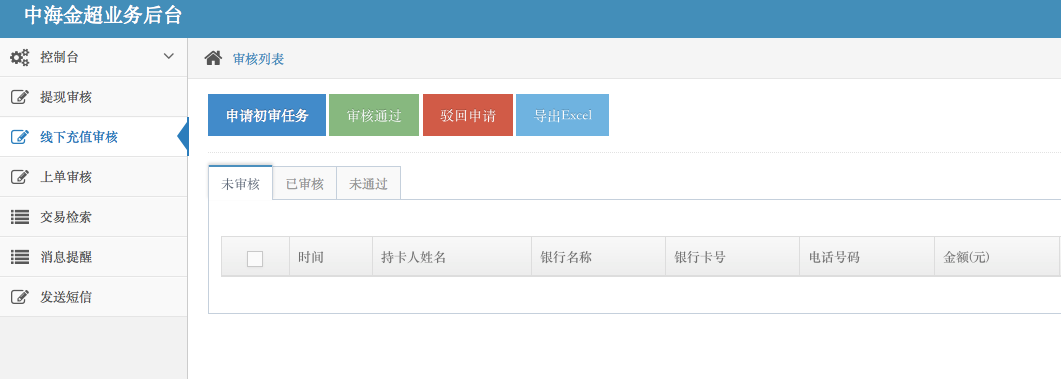 中海金超业务后台
控制台
提现审核
线下充值审核
上单审核
交易检索
消息提醒
发送短信
审核列表
申请初审任务 审核通过 驳回申请 导出Excel
未审核 已审核 未通过
时间 持卡人姓名 银行名称 银行卡号 电话号码 金额(元)